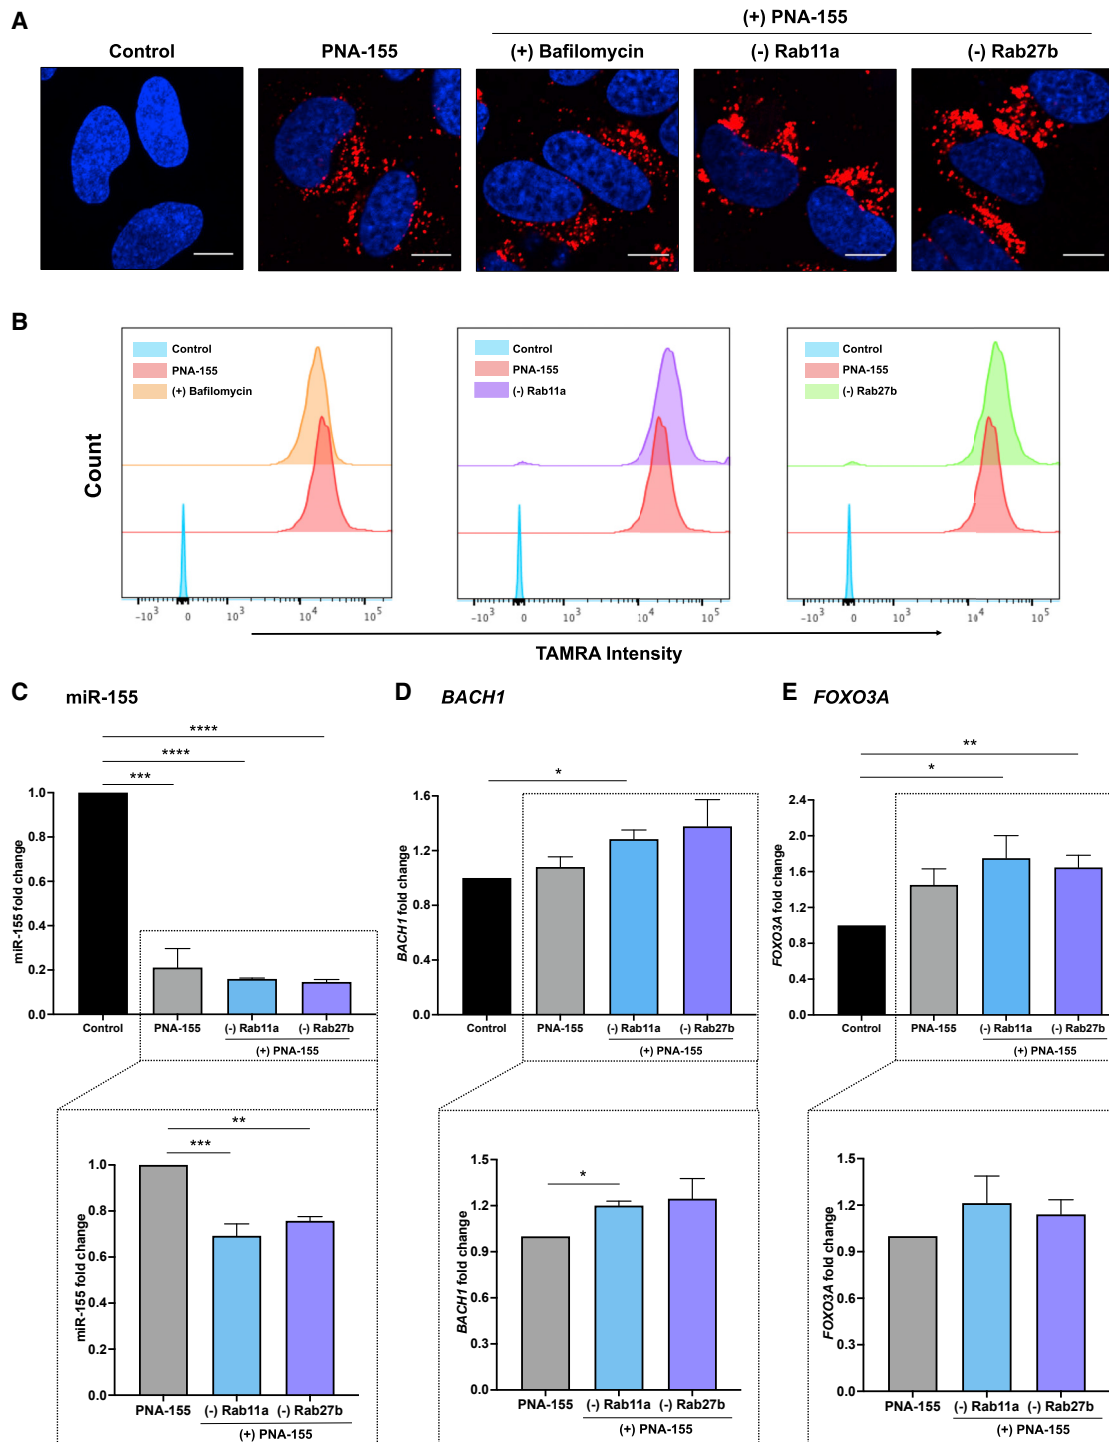 A
(+) PNA-155
Control
PNA-155
(+) Bafilomycin
(-) Rab11a
(-) Rab27b
B
Count
Control
PNA-155
(+) Bafilomycin
-10³ 0 10³ 10⁴ 10⁵
Control
PNA-155
(-) Rab11a
-10³ 0 10³ 10⁴ 10⁵
Control
PNA-155
(-) Rab27b
-10³ 0 10³ 10⁴ 10⁵
TAMRA Intensity
C miR-155
****
****
***
miR-155 fold change
1.0
0.8
0.6
0.4
0.2
0.0
Control PNA-155 (-) Rab11a (-) Rab27b
(+) PNA-155
**
***
miR-155 fold change
1.0
0.8
0.6
0.4
0.2
0.0
PNA-155 (-) Rab11a (-) Rab27b
(+) PNA-155
D BACH1
*
BACH1 fold change
1.6
1.2
0.8
0.4
0.0
Control PNA-155 (-) Rab11a (-) Rab27b
(+) PNA-155
*
BACH1 fold change
1.5
1.2
0.9
0.6
0.3
0.0
PNA-155 (-) Rab11a (-) Rab27b
(+) PNA-155
E FOXO3A
**
*
FOXO3A fold change
2.4
2.0
1.6
1.2
0.8
0.4
0.0
Control PNA-155 (-) Rab11a (-) Rab27b
(+) PNA-155
FOXO3A fold change
1.5
1.2
0.9
0.6
0.3
0.0
PNA-155 (-) Rab11a (-) Rab27b
(+) PNA-155